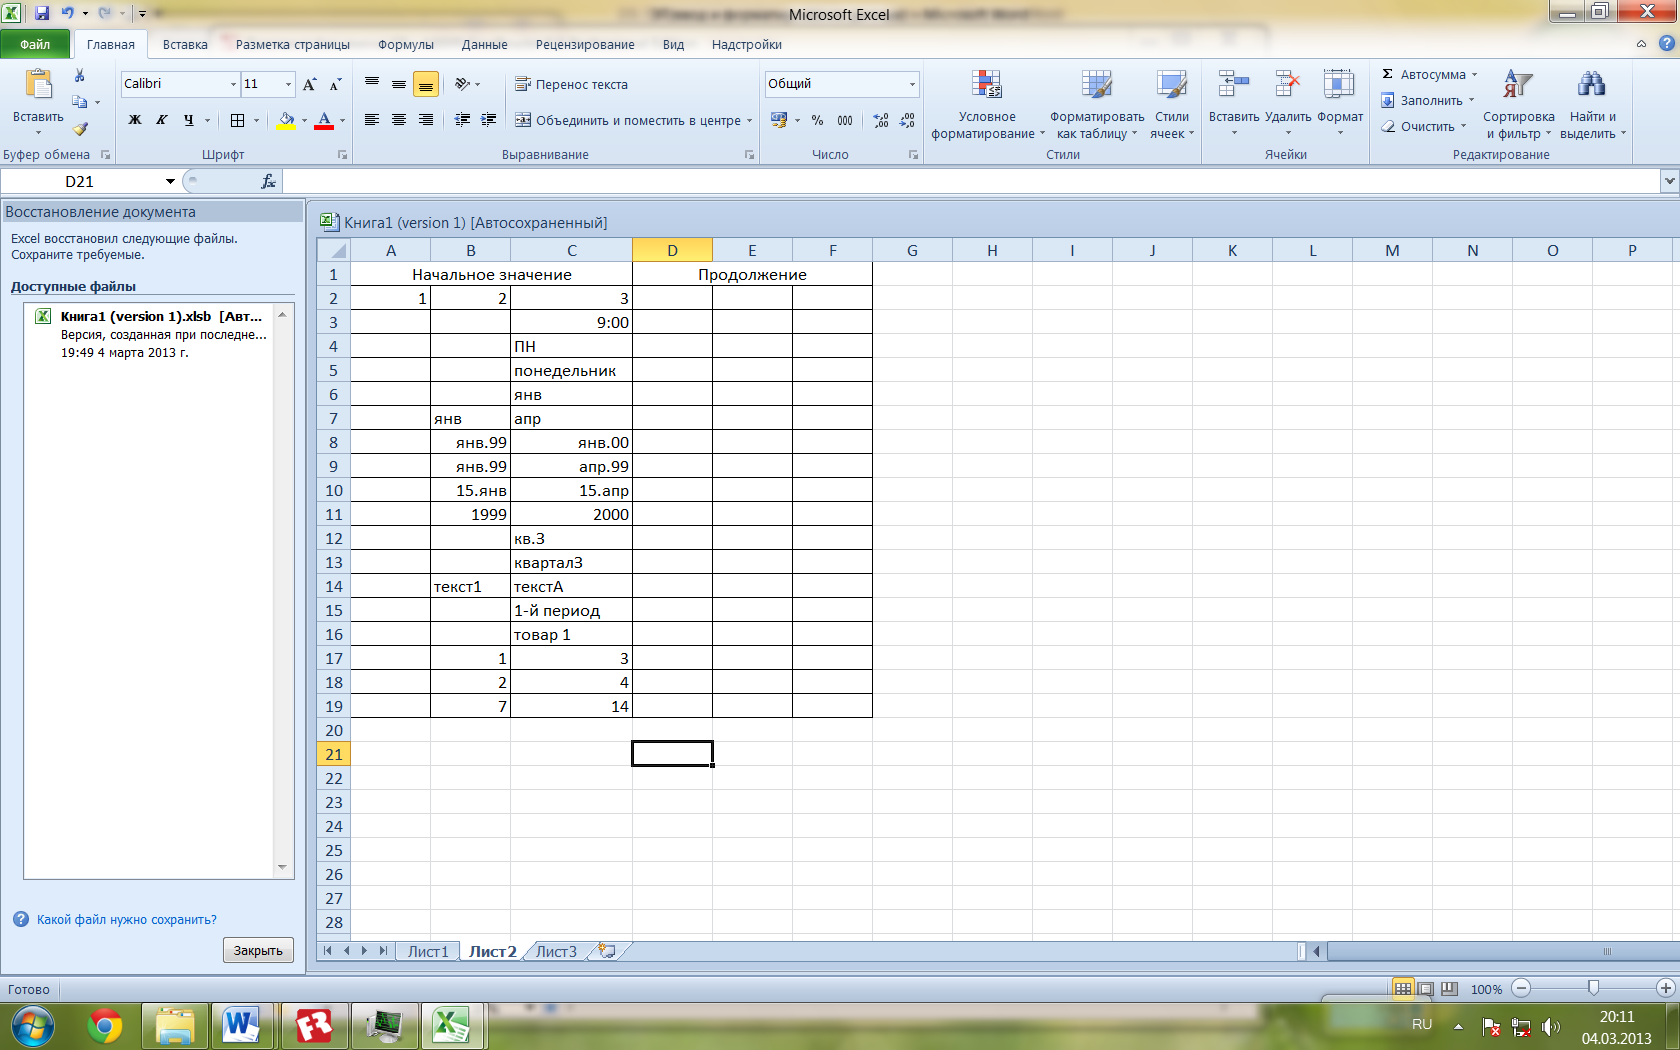 Microsoft Excel
Файл Главная Вставка Разметка страницы Формулы Данные Рецензирование Вид Надстройки
Вставить
Буфер обмена
Calibri 11
Ж К Ч А
Шрифт
Перенос текста
Объединить и поместить в центре
Выравнивание
Общий
% 000
Число
Условное форматирование
Форматировать как таблицу
Стили ячеек
Стили
Вставить Удалить Формат
Ячейки
Σ Автосумма
Заполнить
Очистить
Сортировка и фильтр
Найти и выделить
Редактирование
D21 fx
Восстановление документа
Excel восстановил следующие файлы.
Сохраните требуемые.
Доступные файлы
Книга1 (version 1).xlsb [Авт...
Версия, созданная при последне...
19:49 4 марта 2013 г.
Какой файл нужно сохранить?
Закрыть
Книга1 (version 1) [Автосохраненный]
A B C D E F G H I J K L M N O P
1 Начальное значение Продолжение
2 1 2 3
3 9:00
4 ПН
5 понедельник
6 янв
7 янв апр
8 янв.99 янв.00
9 янв.99 апр.99
10 15.янв 15.апр
11 1999 2000
12 кв.3
13 квартал3
14 текст1 текстА
15 1-й период
16 товар 1
17 1 3
18 2 4
19 7 14
20
21
22
23
24
25
26
27
28
Лист1 Лист2 Лист3
Готово
100%
RU
20:11
04.03.2013